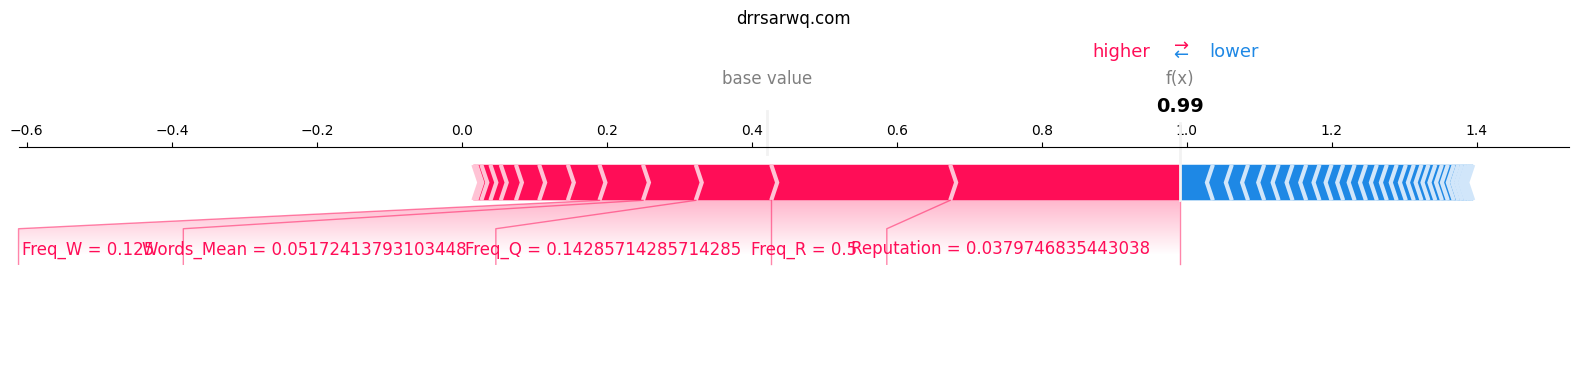 drrsarwq.com
higher ⇄ lower
base value f(x)
0.99
−0.6 −0.4 −0.2 0.0 0.2 0.4 0.6 0.8 1.0 1.2 1.4
Freq_W = 0.125 Words_Mean = 0.05172413793103448 Freq_Q = 0.14285714285714285 Freq_R = 0.5 Reputation = 0.0379746835443038